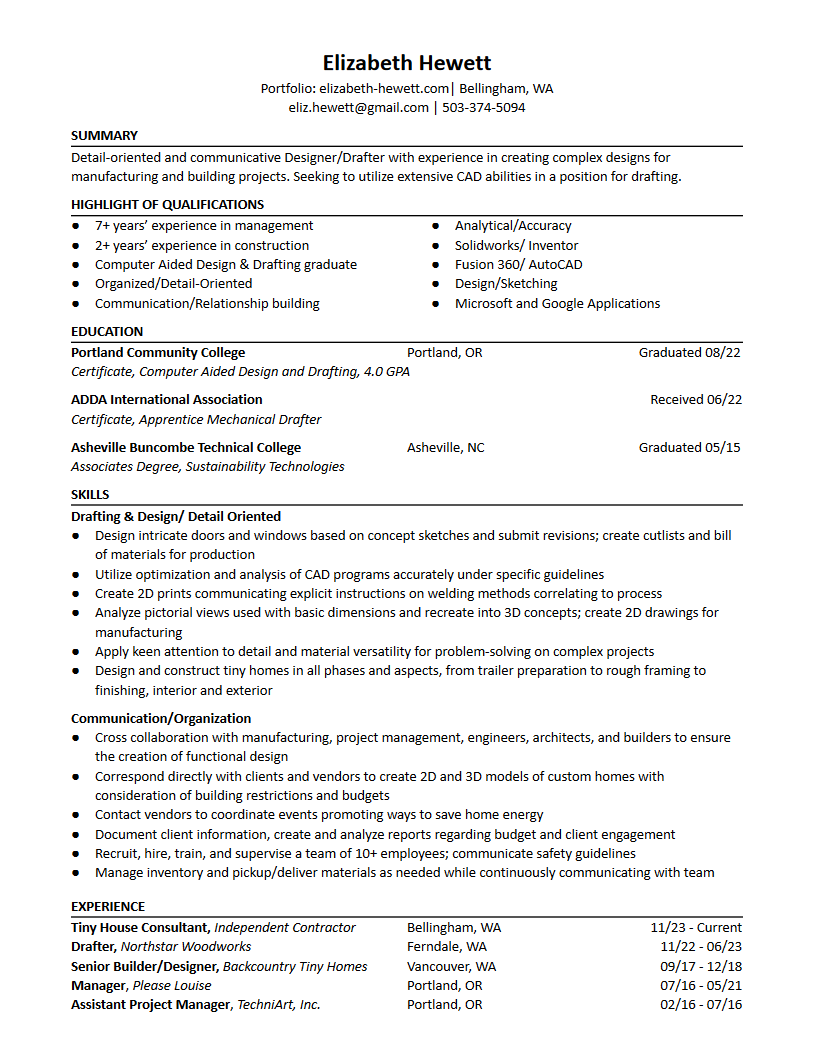 Elizabeth Hewett
Portfolio: elizabeth-hewett.com| Bellingham, WA
eliz.hewett@gmail.com | 503-374-5094
SUMMARY
Detail-oriented and communicative Designer/Drafter with experience in creating complex designs for
manufacturing and building projects. Seeking to utilize extensive CAD abilities in a position for drafting.
HIGHLIGHT OF QUALIFICATIONS
● 7+ years’ experience in management
● 2+ years’ experience in construction
● Computer Aided Design & Drafting graduate
● Organized/Detail-Oriented
● Communication/Relationship building
● Analytical/Accuracy
● Solidworks/ Inventor
● Fusion 360/ AutoCAD
● Design/Sketching
● Microsoft and Google Applications
EDUCATION
Portland Community College Portland, OR Graduated 08/22
Certificate, Computer Aided Design and Drafting, 4.0 GPA
ADDA International Association Received 06/22
Certificate, Apprentice Mechanical Drafter
Asheville Buncombe Technical College Asheville, NC Graduated 05/15
Associates Degree, Sustainability Technologies
SKILLS
Drafting & Design/ Detail Oriented
● Design intricate doors and windows based on concept sketches and submit revisions; create cutlists and bill
of materials for production
● Utilize optimization and analysis of CAD programs accurately under specific guidelines
● Create 2D prints communicating explicit instructions on welding methods correlating to process
● Analyze pictorial views used with basic dimensions and recreate into 3D concepts; create 2D drawings for
manufacturing
● Apply keen attention to detail and material versatility for problem-solving on complex projects
● Design and construct tiny homes in all phases and aspects, from trailer preparation to rough framing to
finishing, interior and exterior
Communication/Organization
● Cross collaboration with manufacturing, project management, engineers, architects, and builders to ensure
the creation of functional design
● Correspond directly with clients and vendors to create 2D and 3D models of custom homes with
consideration of building restrictions and budgets
● Contact vendors to coordinate events promoting ways to save home energy
● Document client information, create and analyze reports regarding budget and client engagement
● Recruit, hire, train, and supervise a team of 10+ employees; communicate safety guidelines
● Manage inventory and pickup/deliver materials as needed while continuously communicating with team
EXPERIENCE
Tiny House Consultant, Independent Contractor Bellingham, WA 11/23 - Current
Drafter, Northstar Woodworks Ferndale, WA 11/22 - 06/23
Senior Builder/Designer, Backcountry Tiny Homes Vancouver, WA 09/17 - 12/18
Manager, Please Louise Portland, OR 07/16 - 05/21
Assistant Project Manager, TechniArt, Inc. Portland, OR 02/16 - 07/16